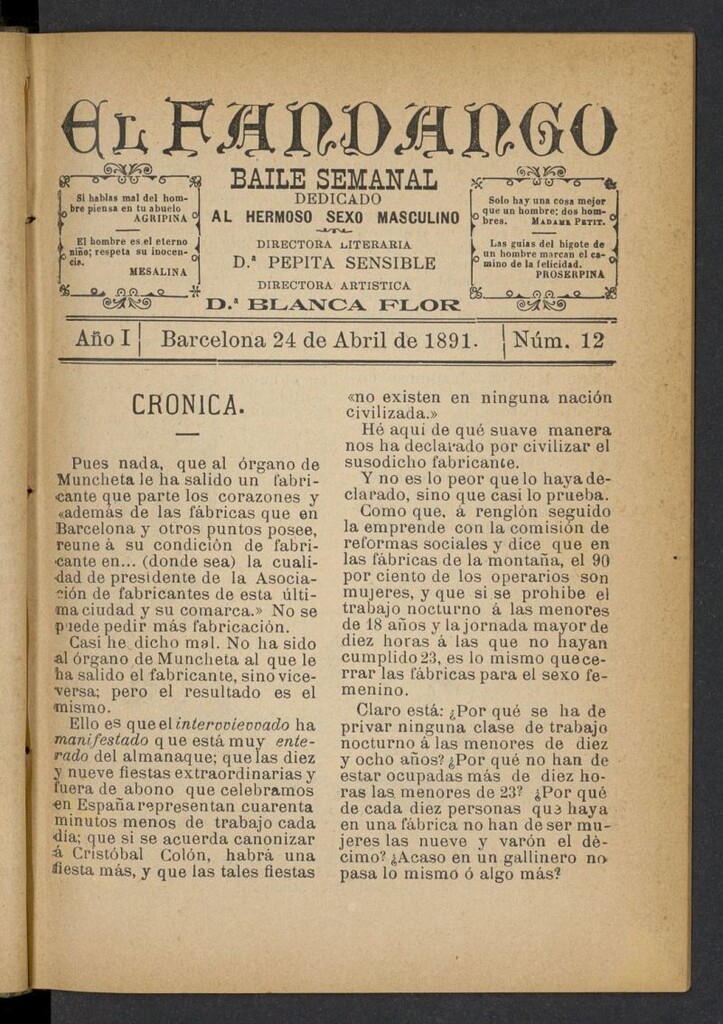 EL FANDANGO
BAILE SEMANAL
DEDICADO
AL HERMOSO SEXO MASCULINO
DIRECTORA LITERARIA
D.ª PEPITA SENSIBLE
DIRECTORA ARTISTICA
D.ª BLANCA FLOR
Si hablas mal del hom-
bre piensa en tu abuelo
AGRIPINA
El hombre es el eterno
niño; respeta su inocen-
cia.
MESALINA
Solo hay una cosa mejor
que un hombre; dos hom-
bres. MADAMA PETIT.
Las guias del bigote de
un hombre marcan el ca-
mino de la felicidad.
PROSERPINA
Año I | Barcelona 24 de Abril de 1891. | Núm. 12
CRONICA.
Pues nada, que al órgano de
Muncheta le ha salido un fabri-
cante que parte los corazones y
«además de las fábricas que en
Barcelona y otros puntos posee,
reune á su condición de fabri-
cante en... (donde sea) la cuali-
dad de presidente de la Asocia-
ción de fabricantes de esta últi-
ma ciudad y su comarca.» No se
puede pedir más fabricación.
Casi he dicho mal. No ha sido
al órgano de Muncheta al que le
ha salido el fabricante, sino vice-
versa; pero el resultado es el
mismo.
Ello es que el intervoievvado ha
manifestado que está muy ente-
rado del almanaque; que las diez
y nueve fiestas extraordinarias y
fuera de abono que celebramos
en España representan cuarenta
minutos menos de trabajo cada
día; que si se acuerda canonizar
á Cristóbal Colón, habrá una
fiesta más, y que las tales fiestas
«no existen en ninguna nación
civilizada.»
Hé aquí de qué suave manera
nos ha declarado por civilizar el
susodicho fabricante.
Y no es lo peor que lo haya de-
clarado, sino que casi lo prueba.
Como que, á renglón seguido
la emprende con la comisión de
reformas sociales y dice que en
las fábricas de la montaña, el 90
por ciento de los operarios son
mujeres, y que si se prohibe el
trabajo nocturno á las menores
de 18 años y la jornada mayor de
diez horas á las que no hayan
cumplido 23, es lo mismo que ce-
rrar las fábricas para el sexo fe-
menino.
Claro está: ¿Por qué se ha de
privar ninguna clase de trabajo
nocturno á las menores de diez
y ocho años? ¿Por qué no han de
estar ocupadas más de diez ho-
ras las menores de 23? ¿Por qué
de cada diez personas que haya
en una fábrica no han de ser mu-
jeres las nueve y varón el dé-
cimo? ¿Acaso en un gallinero no
pasa lo mismo ó algo más?